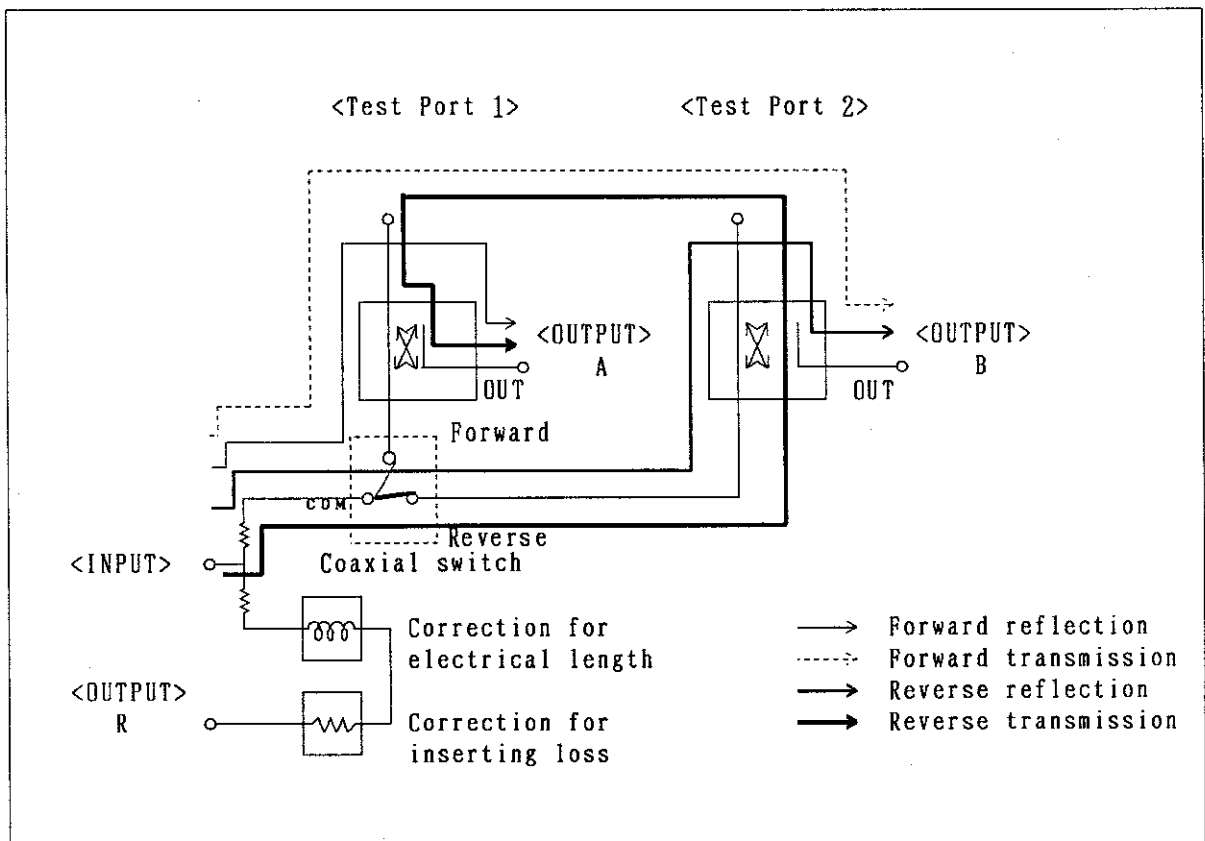 <Test Port 1>
<Test Port 2>
<OUTPUT>
A
OUT
<OUTPUT>
B
OUT
Forward
COM
Reverse
Coaxial switch
<INPUT>
Correction for
electrical length
<OUTPUT>
R
Correction for
inserting loss
Forward reflection
Forward transmission
Reverse reflection
Reverse transmission